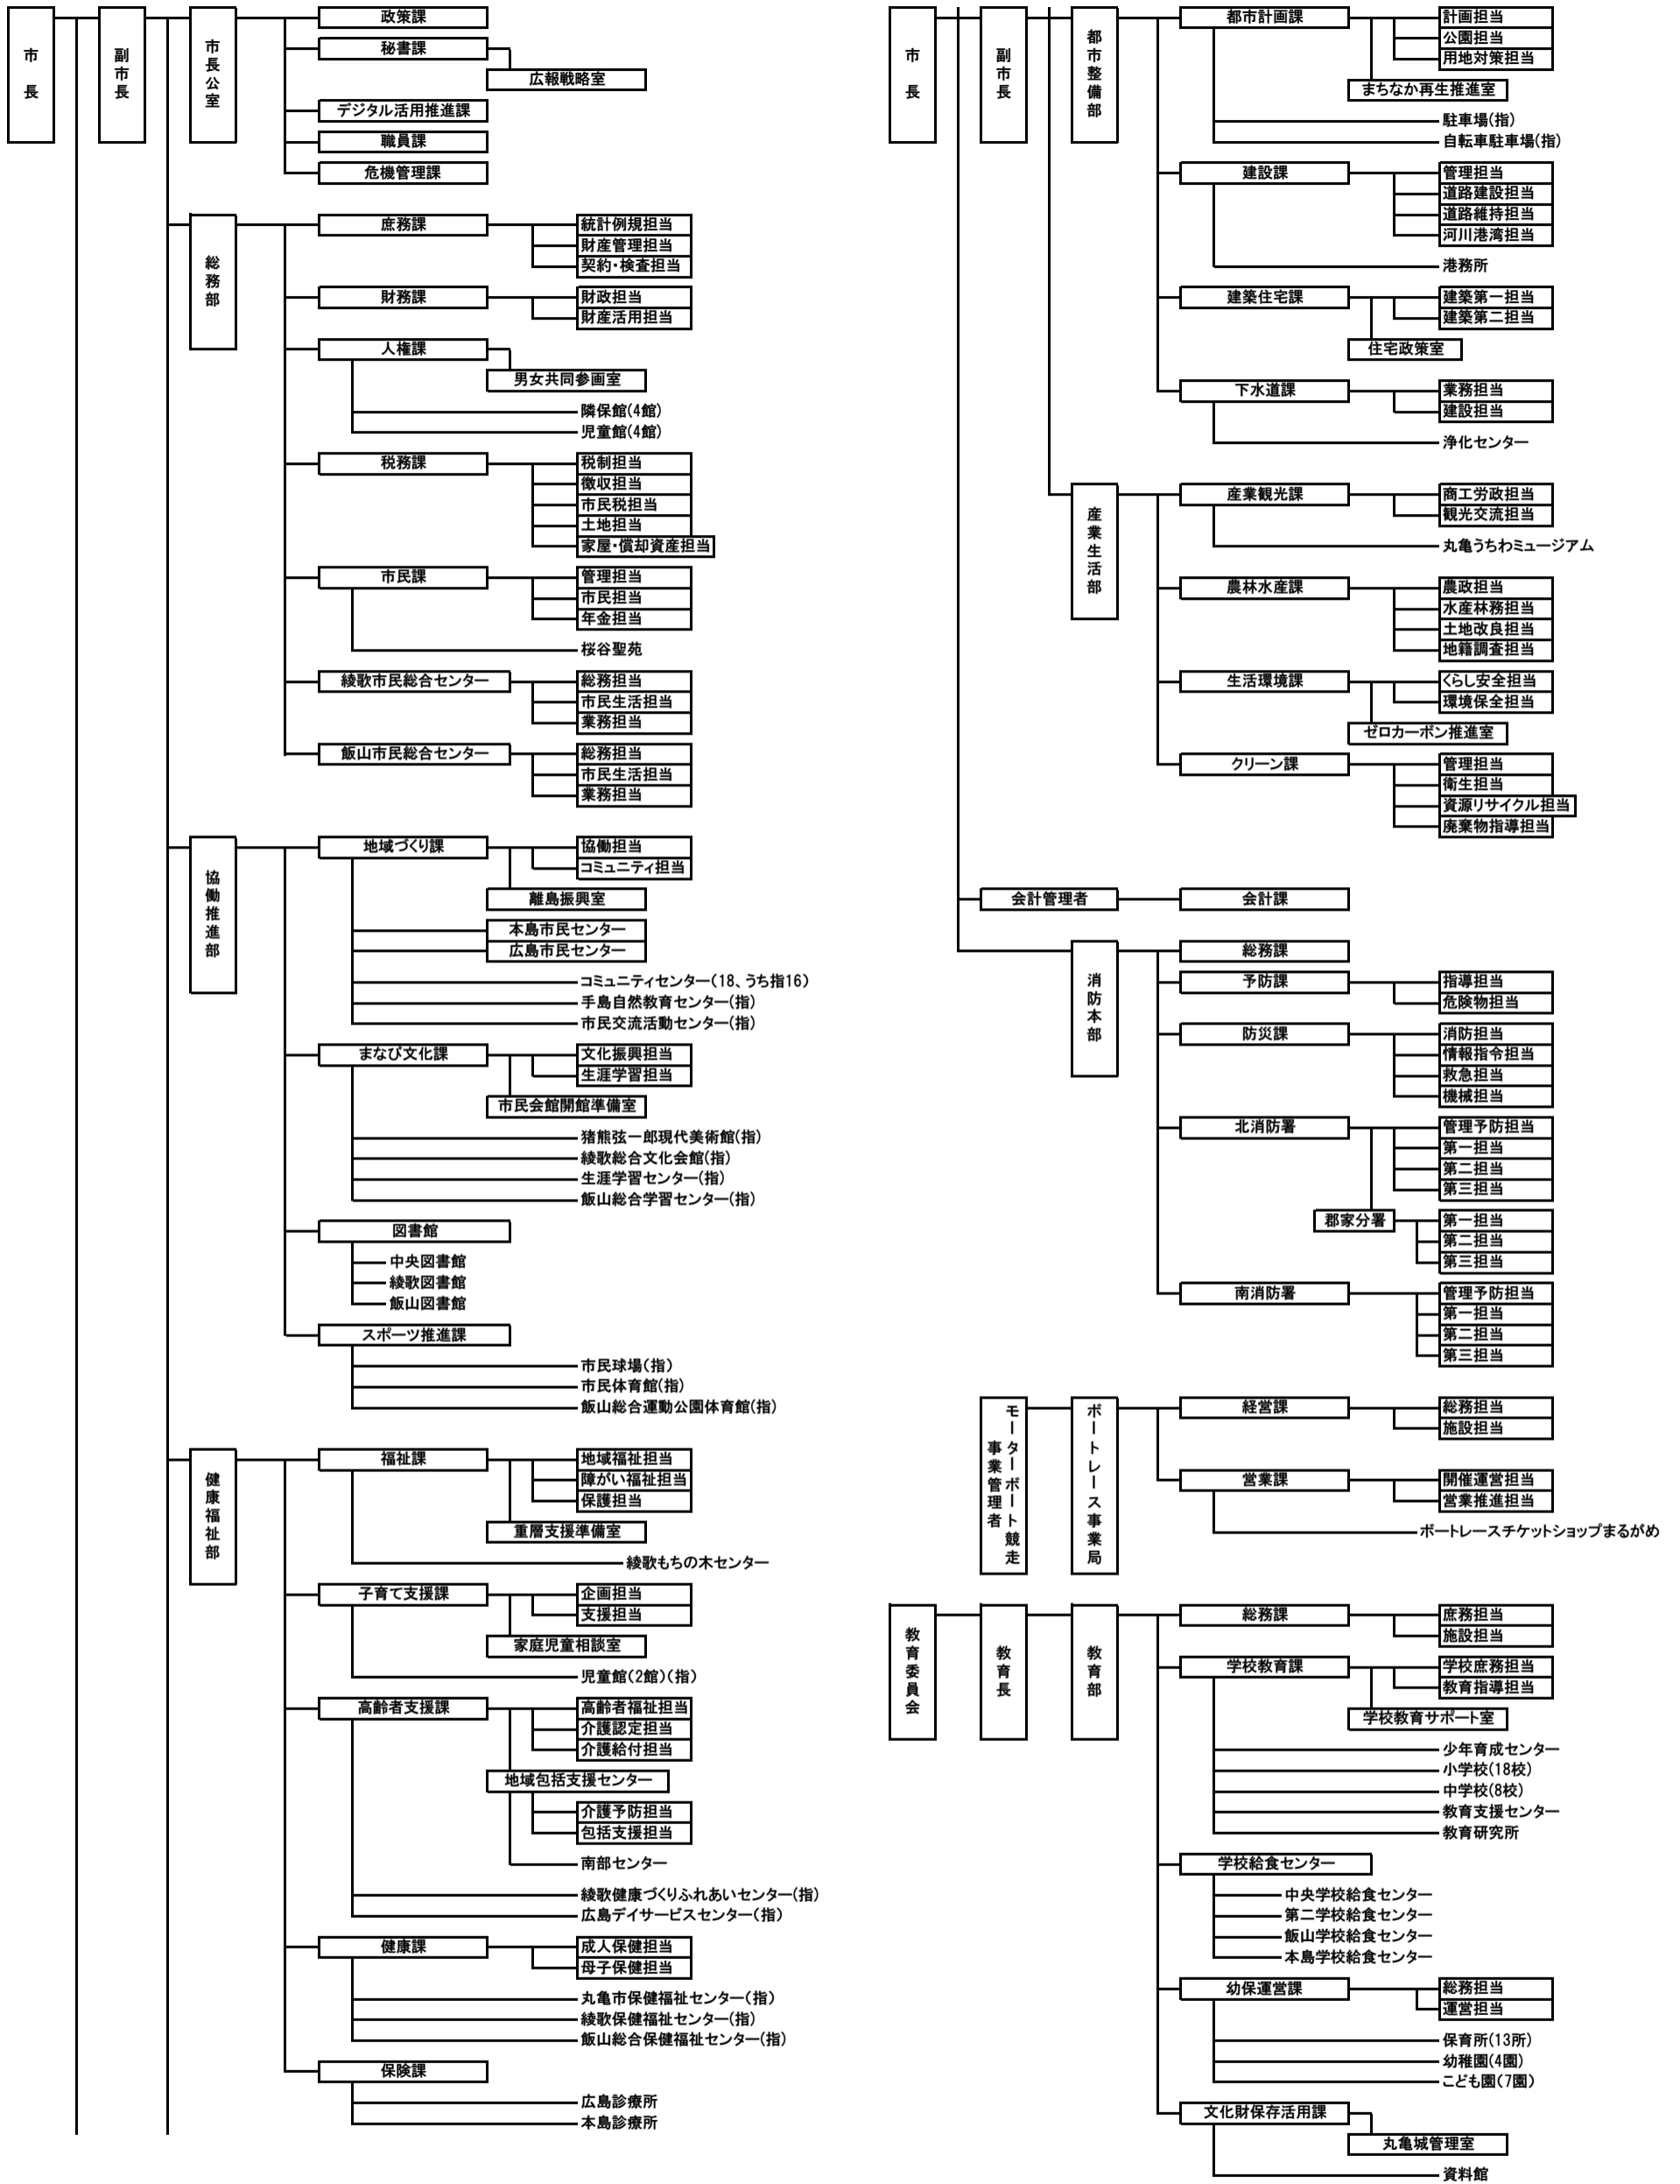 市長
副市長
市長公室
政策課
秘書課
広報戦略室
デジタル活用推進課
職員課
危機管理課
総務部
庶務課
統計例規担当
財産管理担当
契約・検査担当
財務課
財政担当
財産活用担当
人権課
男女共同参画室
隣保館(4館)
児童館(4館)
税務課
税制担当
徴収担当
市民税担当
土地担当
家屋・償却資産担当
市民課
管理担当
市民担当
年金担当
桜谷聖苑
綾歌市民総合センター
総務担当
市民生活担当
業務担当
飯山市民総合センター
総務担当
市民生活担当
業務担当
協働推進部
地域づくり課
協働担当
コミュニティ担当
離島振興室
本島市民センター
広島市民センター
コミュニティセンター(18、うち指16)
手島自然教育センター(指)
市民交流活動センター(指)
まなび文化課
文化振興担当
生涯学習担当
市民会館開館準備室
猪熊弦一郎現代美術館(指)
綾歌総合文化会館(指)
生涯学習センター(指)
飯山総合学習センター(指)
図書館
中央図書館
綾歌図書館
飯山図書館
スポーツ推進課
市民球場(指)
市民体育館(指)
飯山総合運動公園体育館(指)
健康福祉部
福祉課
地域福祉担当
障がい福祉担当
保護担当
重層支援準備室
綾歌もちの木センター
子育て支援課
企画担当
支援担当
家庭児童相談室
児童館(2館)(指)
高齢者支援課
高齢者福祉担当
介護認定担当
介護給付担当
地域包括支援センター
介護予防担当
包括支援担当
南部センター
綾歌健康づくりふれあいセンター(指)
広島デイサービスセンター(指)
健康課
成人保健担当
母子保健担当
丸亀市保健福祉センター(指)
綾歌保健福祉センター(指)
飯山総合保健福祉センター(指)
保険課
広島診療所
本島診療所
市長
副市長
都市整備部
都市計画課
計画担当
公園担当
用地対策担当
まちなか再生推進室
駐車場(指)
自転車駐車場(指)
建設課
管理担当
道路建設担当
道路維持担当
河川港湾担当
港務所
建築住宅課
建築第一担当
建築第二担当
住宅政策室
下水道課
業務担当
建設担当
浄化センター
産業生活部
産業観光課
商工労政担当
観光交流担当
丸亀うちわミュージアム
農林水産課
農政担当
水産林務担当
土地改良担当
地籍調査担当
生活環境課
くらし安全担当
環境保全担当
ゼロカーボン推進室
クリーン課
管理担当
衛生担当
資源リサイクル担当
廃棄物指導担当
会計管理者
会計課
消防本部
総務課
予防課
指導担当
危険物担当
防災課
消防担当
情報指令担当
救急担当
機械担当
北消防署
管理予防担当
第一担当
第二担当
第三担当
郡家分署
第一担当
第二担当
第三担当
南消防署
管理予防担当
第一担当
第二担当
第三担当
モーターボート競走
事業管理者
ボートレース事業局
経営課
総務担当
施設担当
営業課
開催運営担当
営業推進担当
ボートレースチケットショップまるがめ
教育委員会
教育長
教育部
総務課
庶務担当
施設担当
学校教育課
学校庶務担当
教育指導担当
学校教育サポート室
少年育成センター
小学校(18校)
中学校(8校)
教育支援センター
教育研究所
学校給食センター
中央学校給食センター
第二学校給食センター
飯山学校給食センター
本島学校給食センター
幼保運営課
総務担当
運営担当
保育所(13所)
幼稚園(4園)
こども園(7園)
文化財保存活用課
丸亀城管理室
資料館